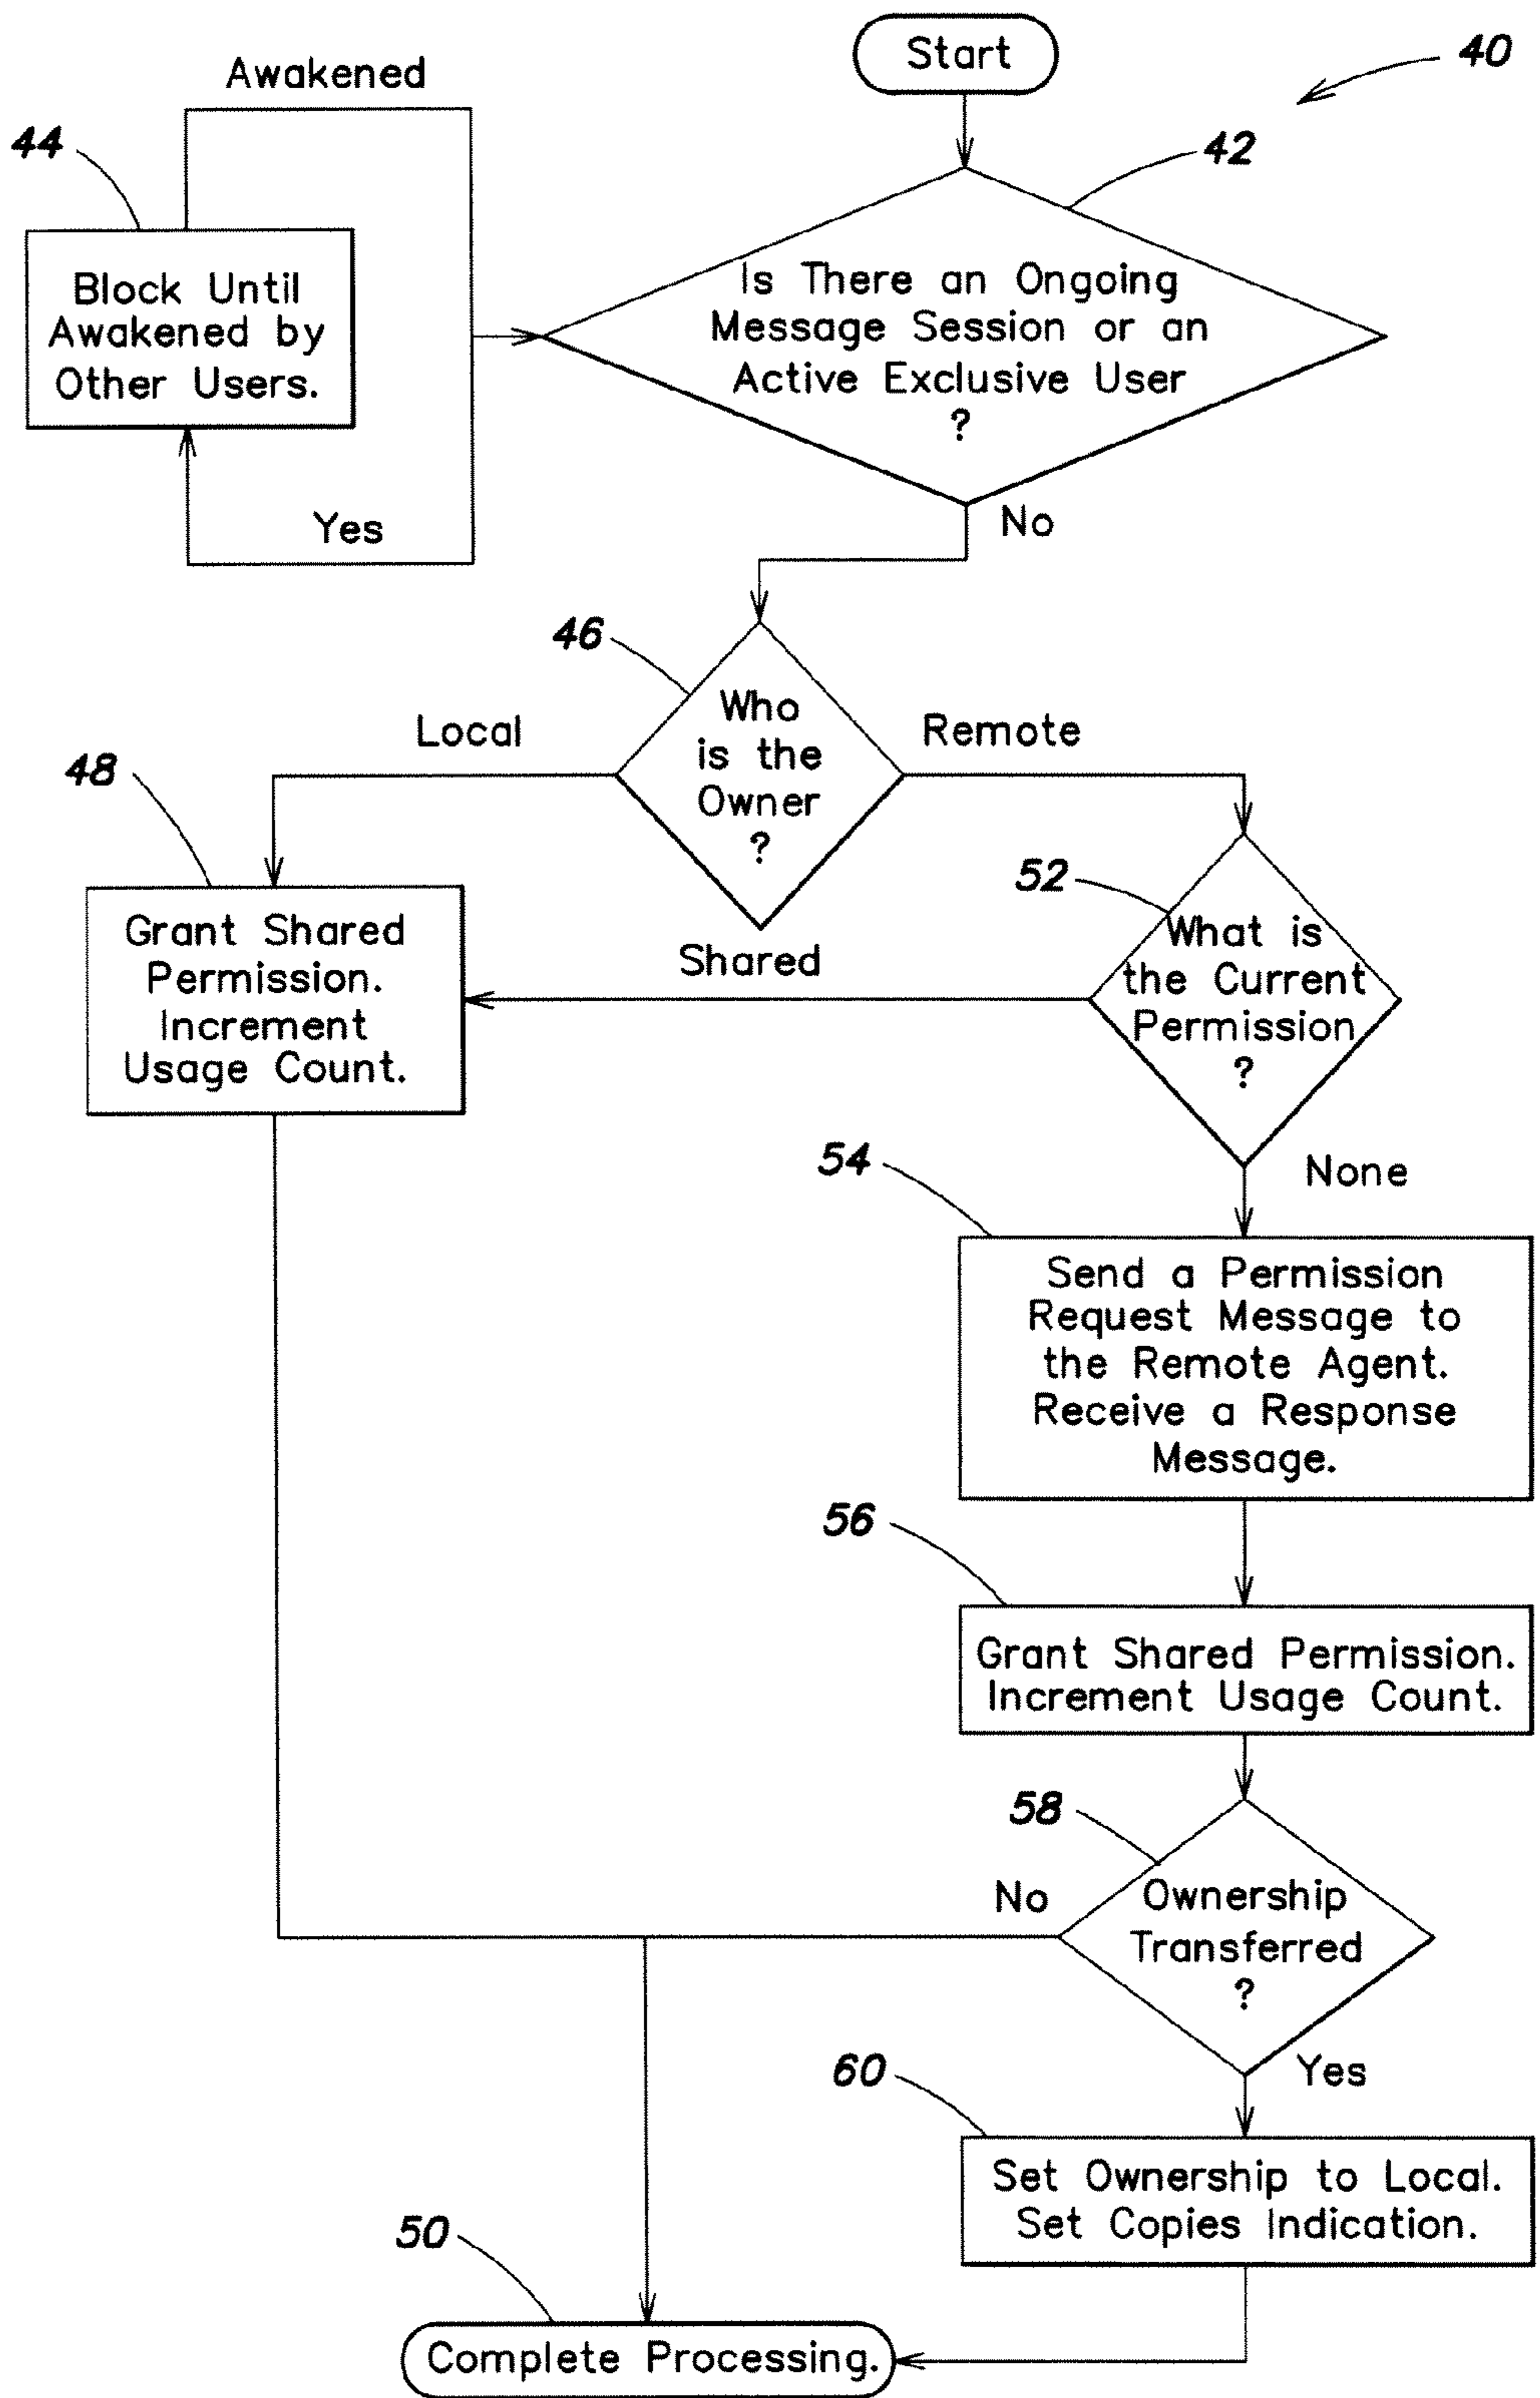 Start
40
Awakened
44
42
Block Until
Awakened by
Other Users.
Is There an Ongoing
Message Session or an
Active Exclusive User
?
Yes
No
46
Who
is the
Owner
?
Local
Remote
48
52
Grant Shared
Permission.
Increment
Usage Count.
Shared
What is
the Current
Permission
?
54
None
Send a Permission
Request Message to
the Remote Agent.
Receive a Response
Message.
56
Grant Shared Permission.
Increment Usage Count.
58
No
Ownership
Transferred
?
60
Yes
Set Ownership to Local.
Set Copies Indication.
50
Complete Processing.